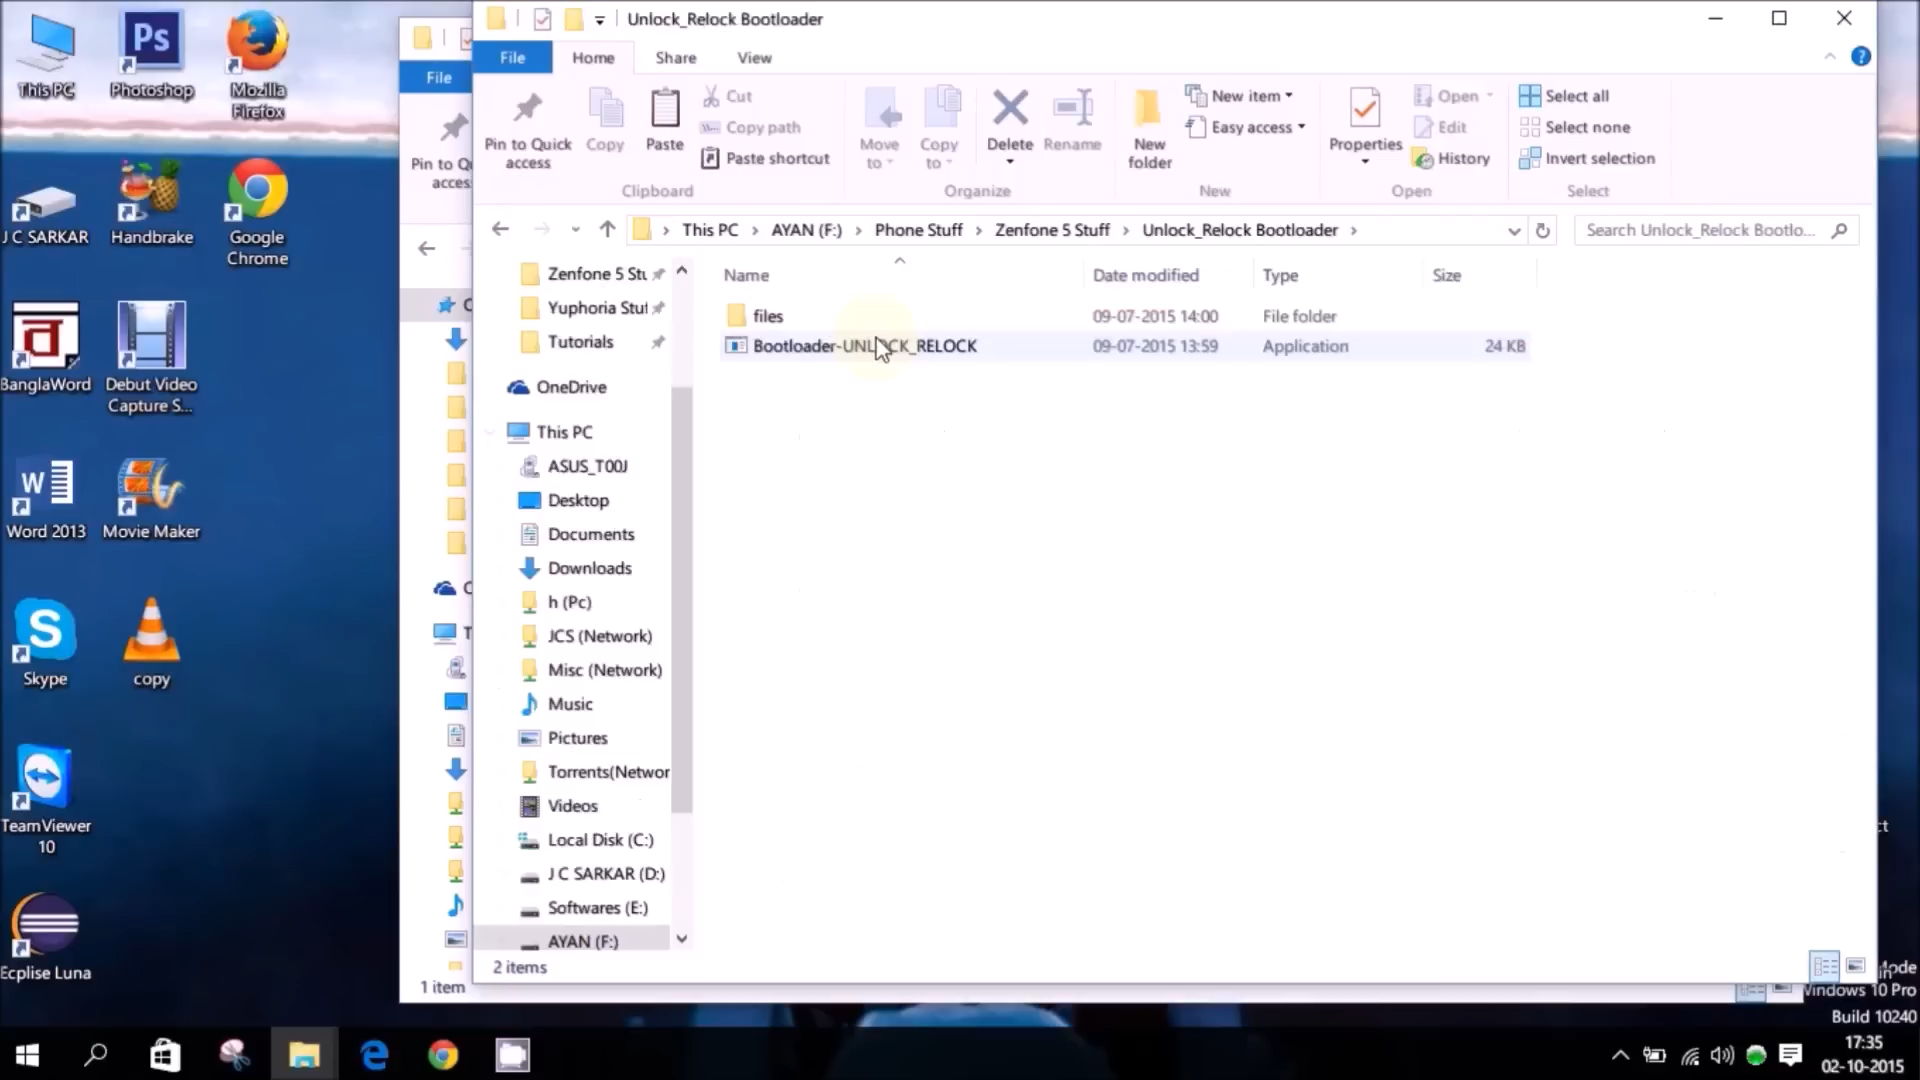 This PC
Photoshop
Mozilla
Firefox
J C SARKAR
Handbrake
Google
Chrome
BanglaWord
Debut Video
Capture S...
Word 2013
Movie Maker
Skype
copy
TeamViewer
10
Ecplise Luna
File
Pin to Qu
access
1 item
Unlock_Relock Bootloader
File
Home
Share
View
Pin to Quick
access
Copy
Paste
Cut
Copy path
Paste shortcut
Clipboard
Move
to
Copy
to
Delete
Rename
Organize
New
folder
New item
Easy access
New
Properties
Open
Edit
History
Open
Select all
Select none
Invert selection
Select
This PC > AYAN (F:) > Phone Stuff > Zenfone 5 Stuff > Unlock_Relock Bootloader >
Search Unlock_Relock Bootlo...
Name
Date modified
Type
Size
files
09-07-2015 14:00
File folder
Bootloader-UNLOCK_RELOCK
09-07-2015 13:59
Application
24 KB
Zenfone 5 Stu
Yuphoria Stuf
Tutorials
OneDrive
This PC
ASUS_T00J
Desktop
Documents
Downloads
h (Pc)
JCS (Network)
Misc (Network)
Music
Pictures
Torrents(Networ
Videos
Local Disk (C:)
J C SARKAR (D:)
Softwares (E:)
AYAN (F:)
2 items
Windows 10 Pro
Build 10240
17:35
02-10-2015